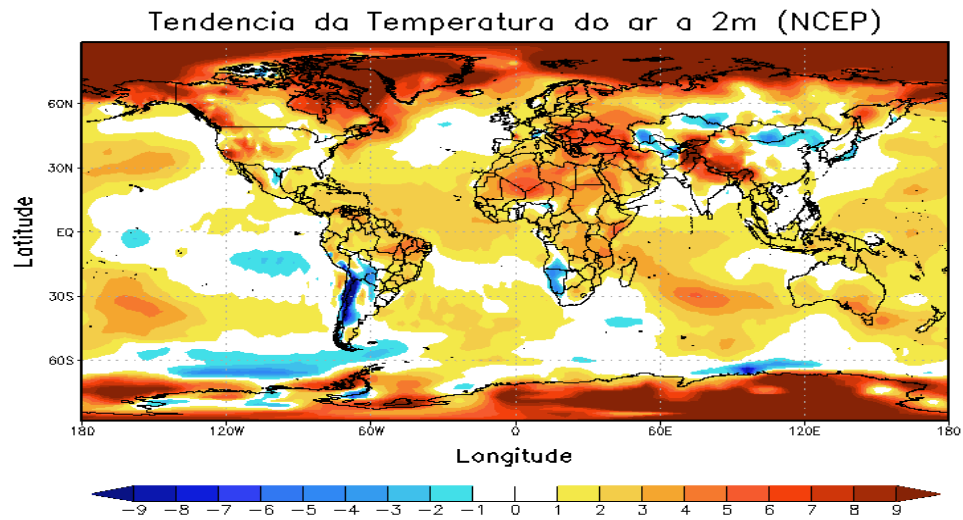 Tendencia da Temperatura do ar a 2m (NCEP)
Latitude
60N
30N
EQ
30S
60S
180 120W 60W 0 60E 120E 180
Longitude
-9 -8 -7 -6 -5 -4 -3 -2 -1 0 1 2 3 4 5 6 7 8 9